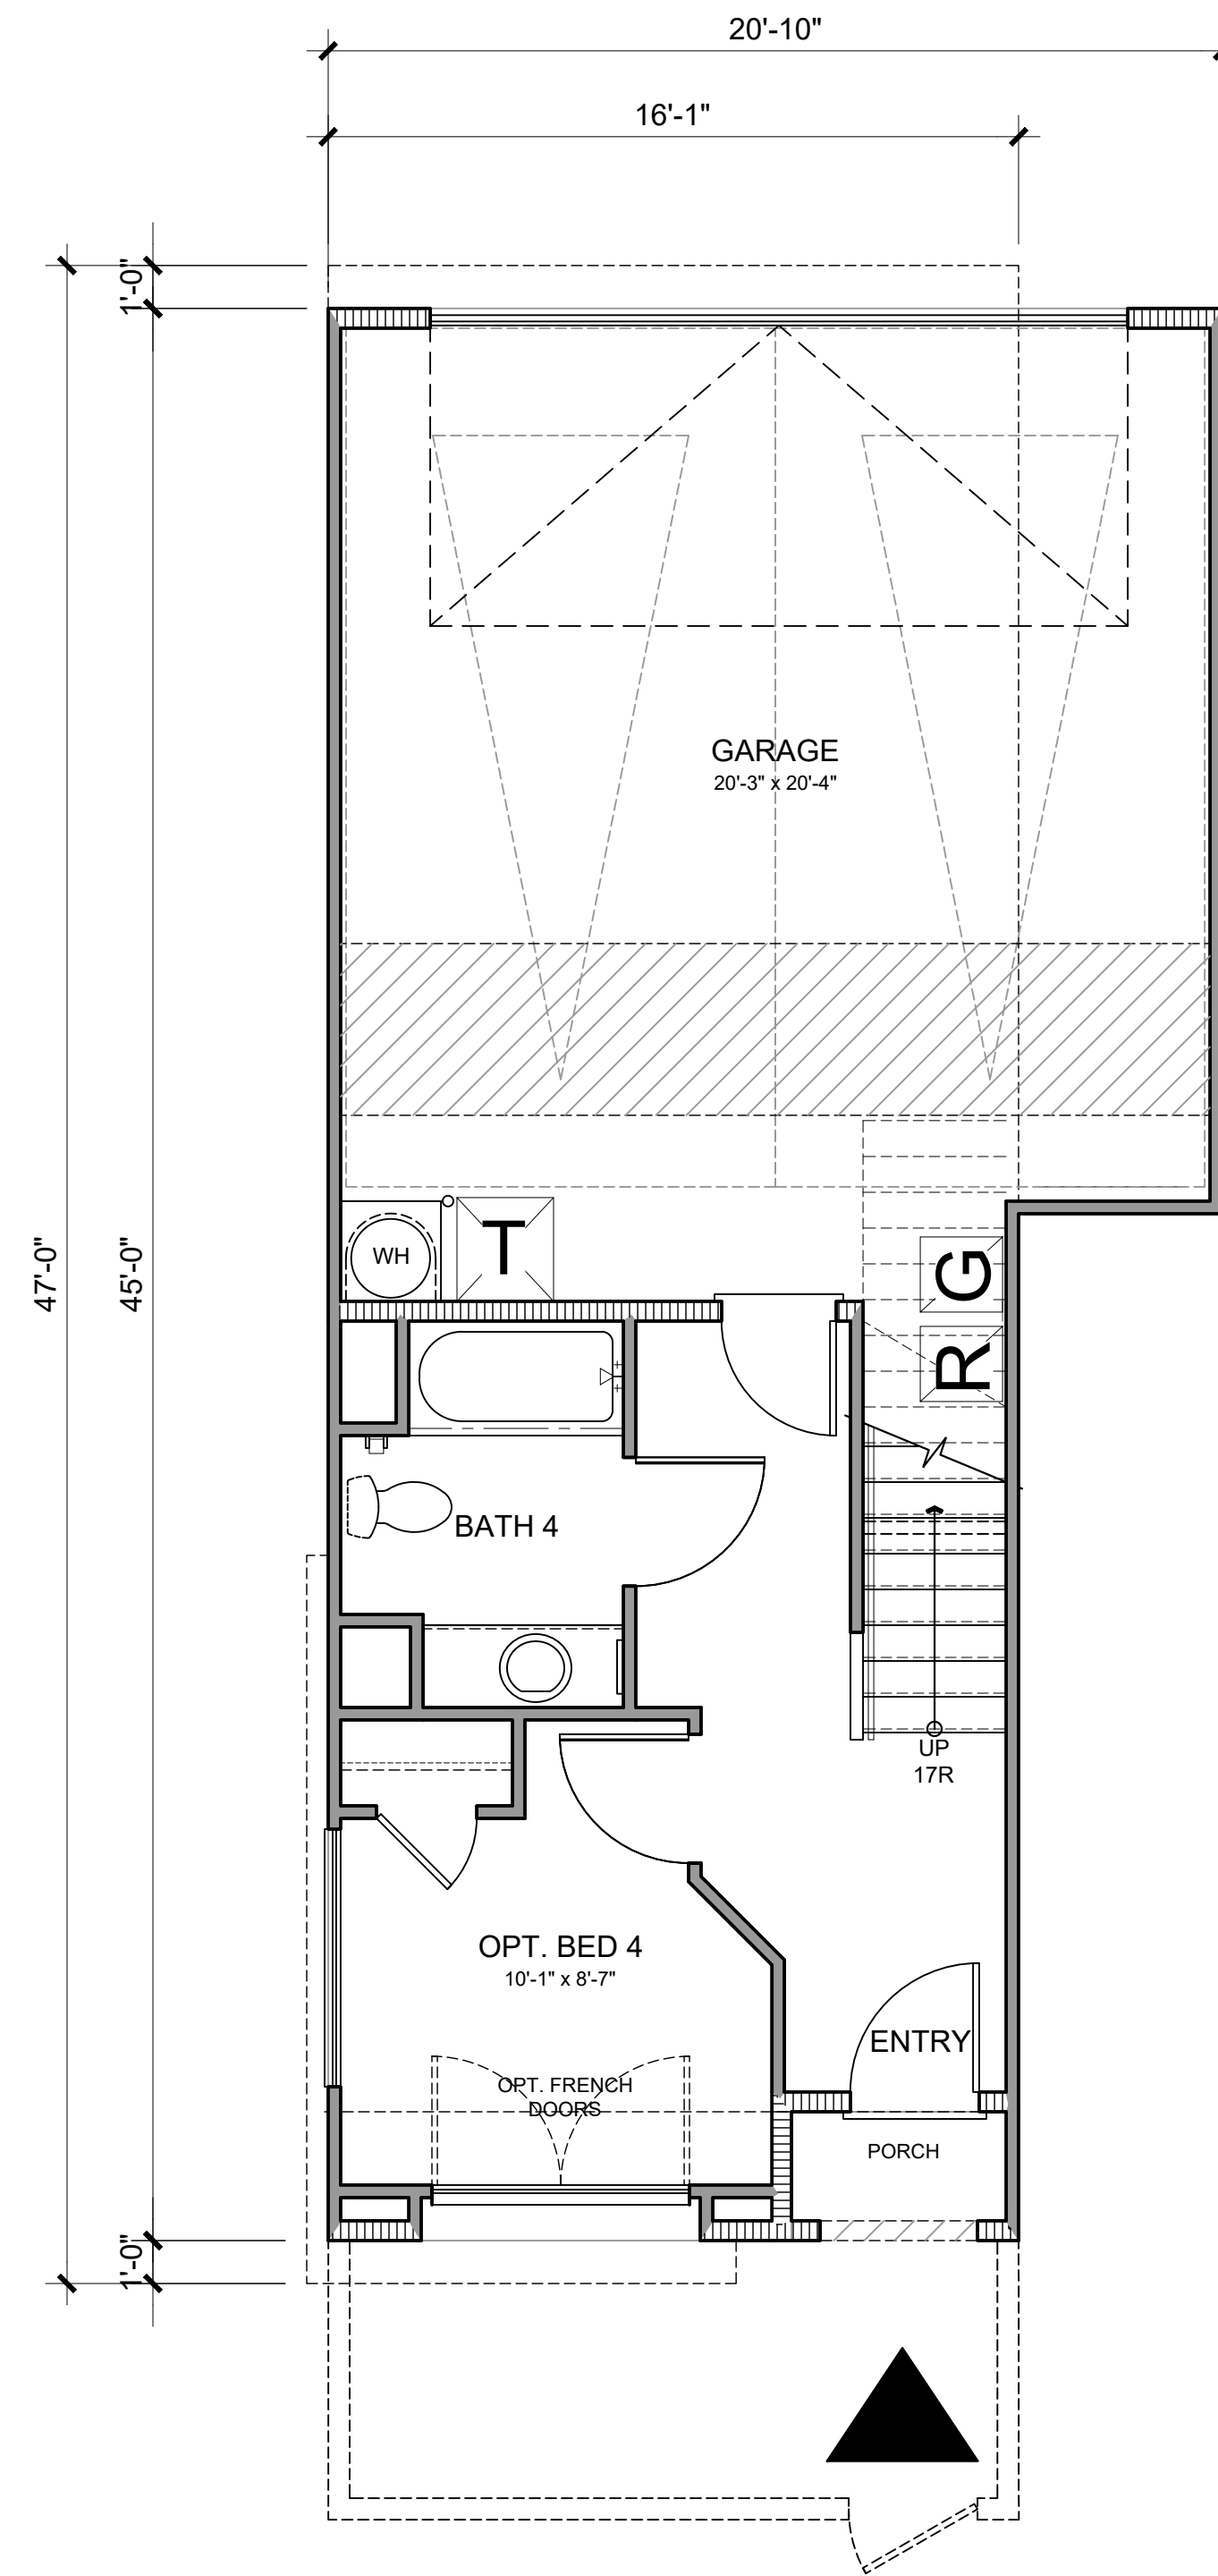 20'-10"
16'-1"
1'-0"
GARAGE
20'-3" x 20'-4"
47'-0"
45'-0"
WH
T
G
R
BATH 4
UP
17R
OPT. BED 4
10'-1" x 8'-7"
ENTRY
OPT. FRENCH
DOORS
PORCH
1'-0"